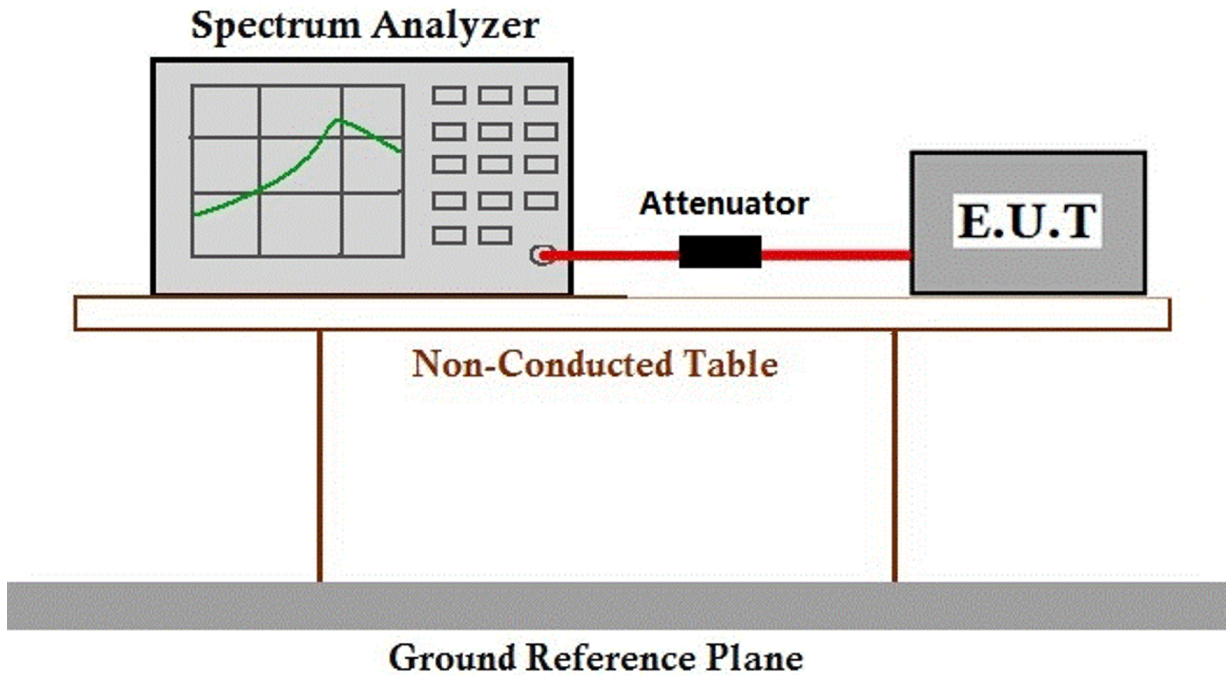 Spectrum Analyzer
Attenuator
E.U.T
Non-Conducted Table
Ground Reference Plane